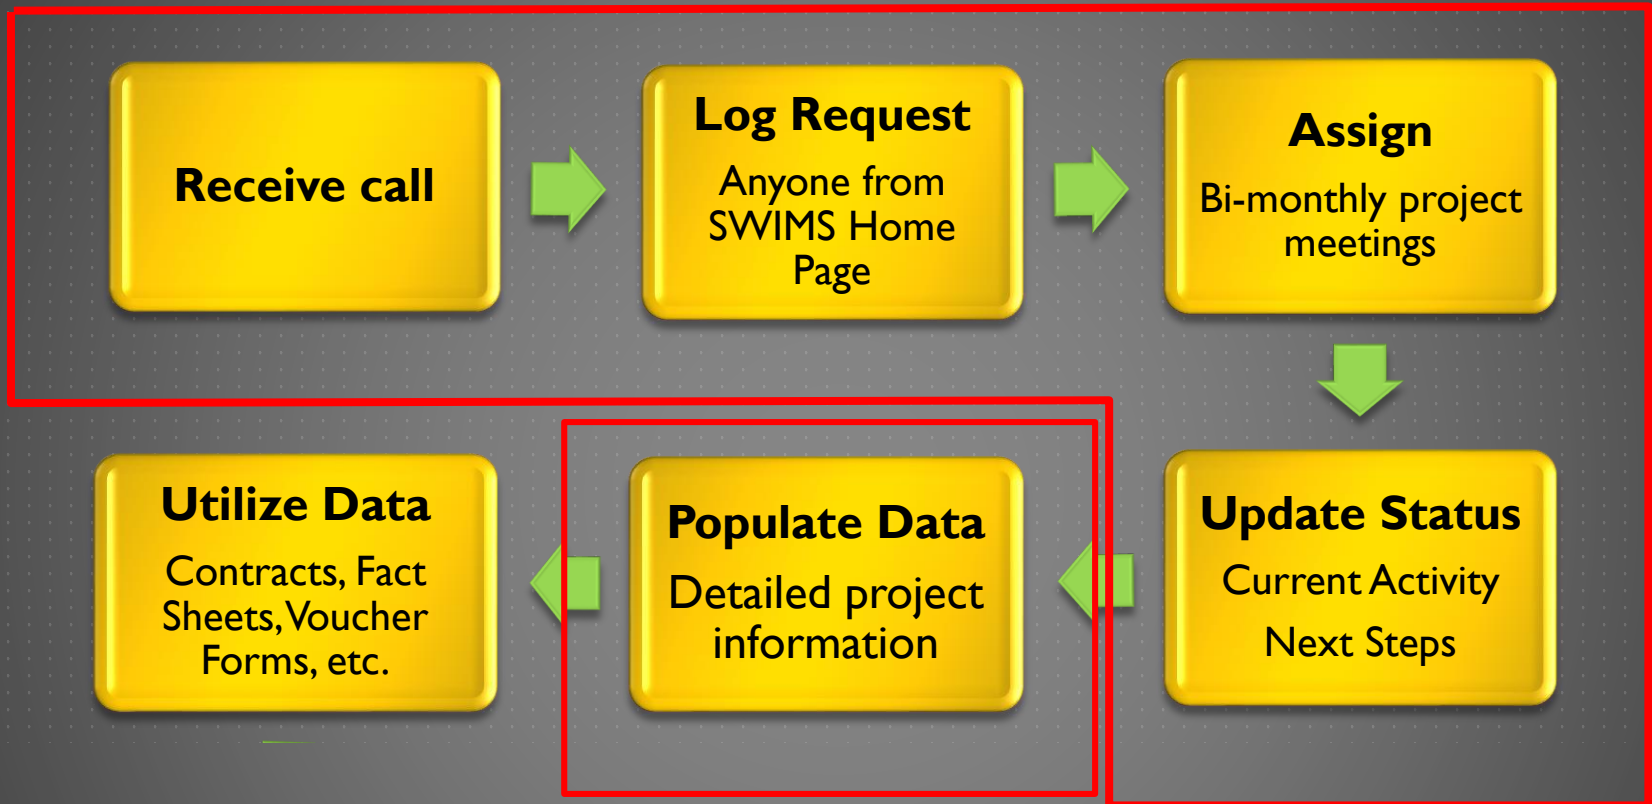 Receive call
Log Request
Anyone from
SWIMS Home
Page
Assign
Bi-monthly project
meetings
Update Status
Current Activity
Next Steps
Populate Data
Detailed project
information
Utilize Data
Contracts, Fact
Sheets, Voucher
Forms, etc.